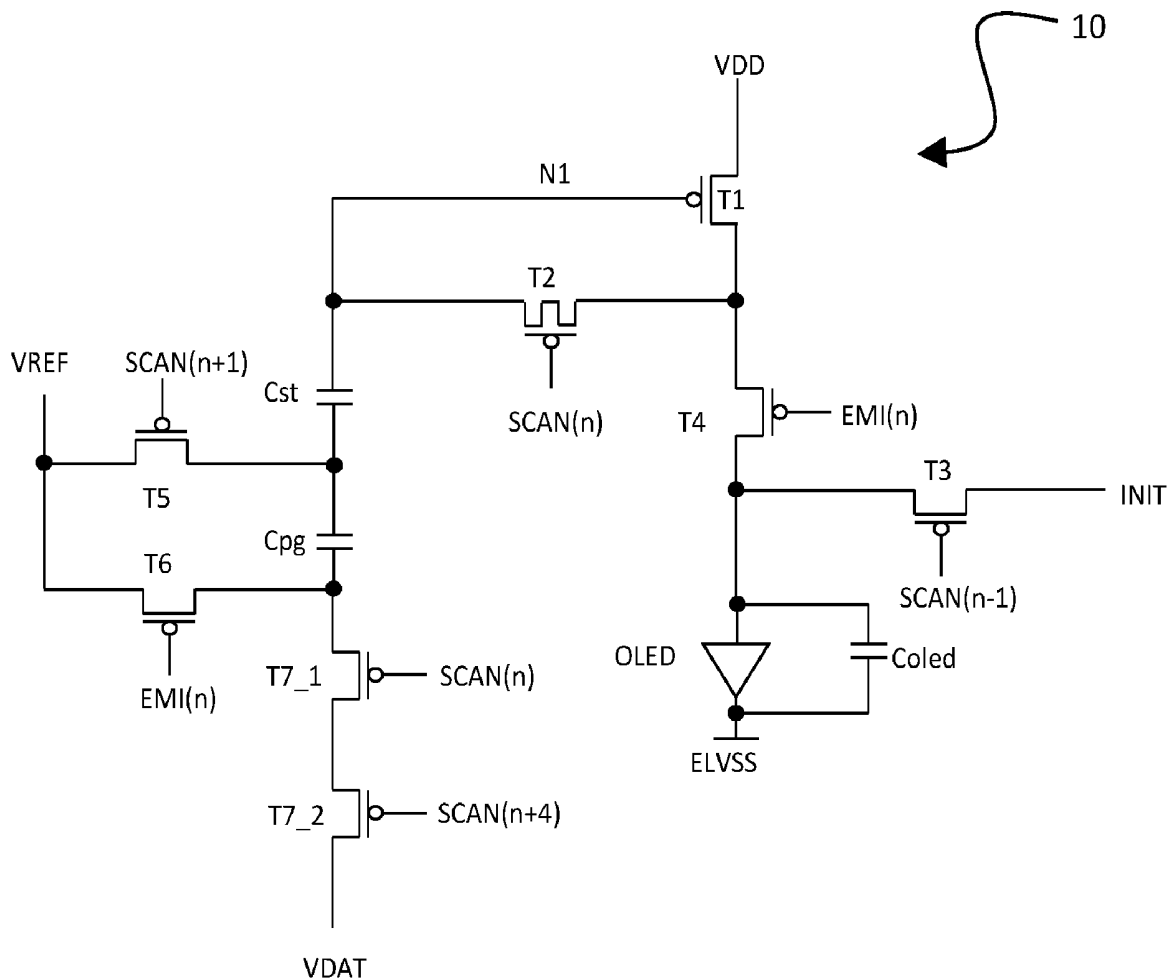 10
VDD
N1
T1
T2
VREF
SCAN(n+1)
Cst
SCAN(n)
T4
EMI(n)
T5
T3
INIT
Cpg
T6
SCAN(n-1)
OLED
Coled
T7_1
SCAN(n)
EMI(n)
ELVSS
T7_2
SCAN(n+4)
VDAT